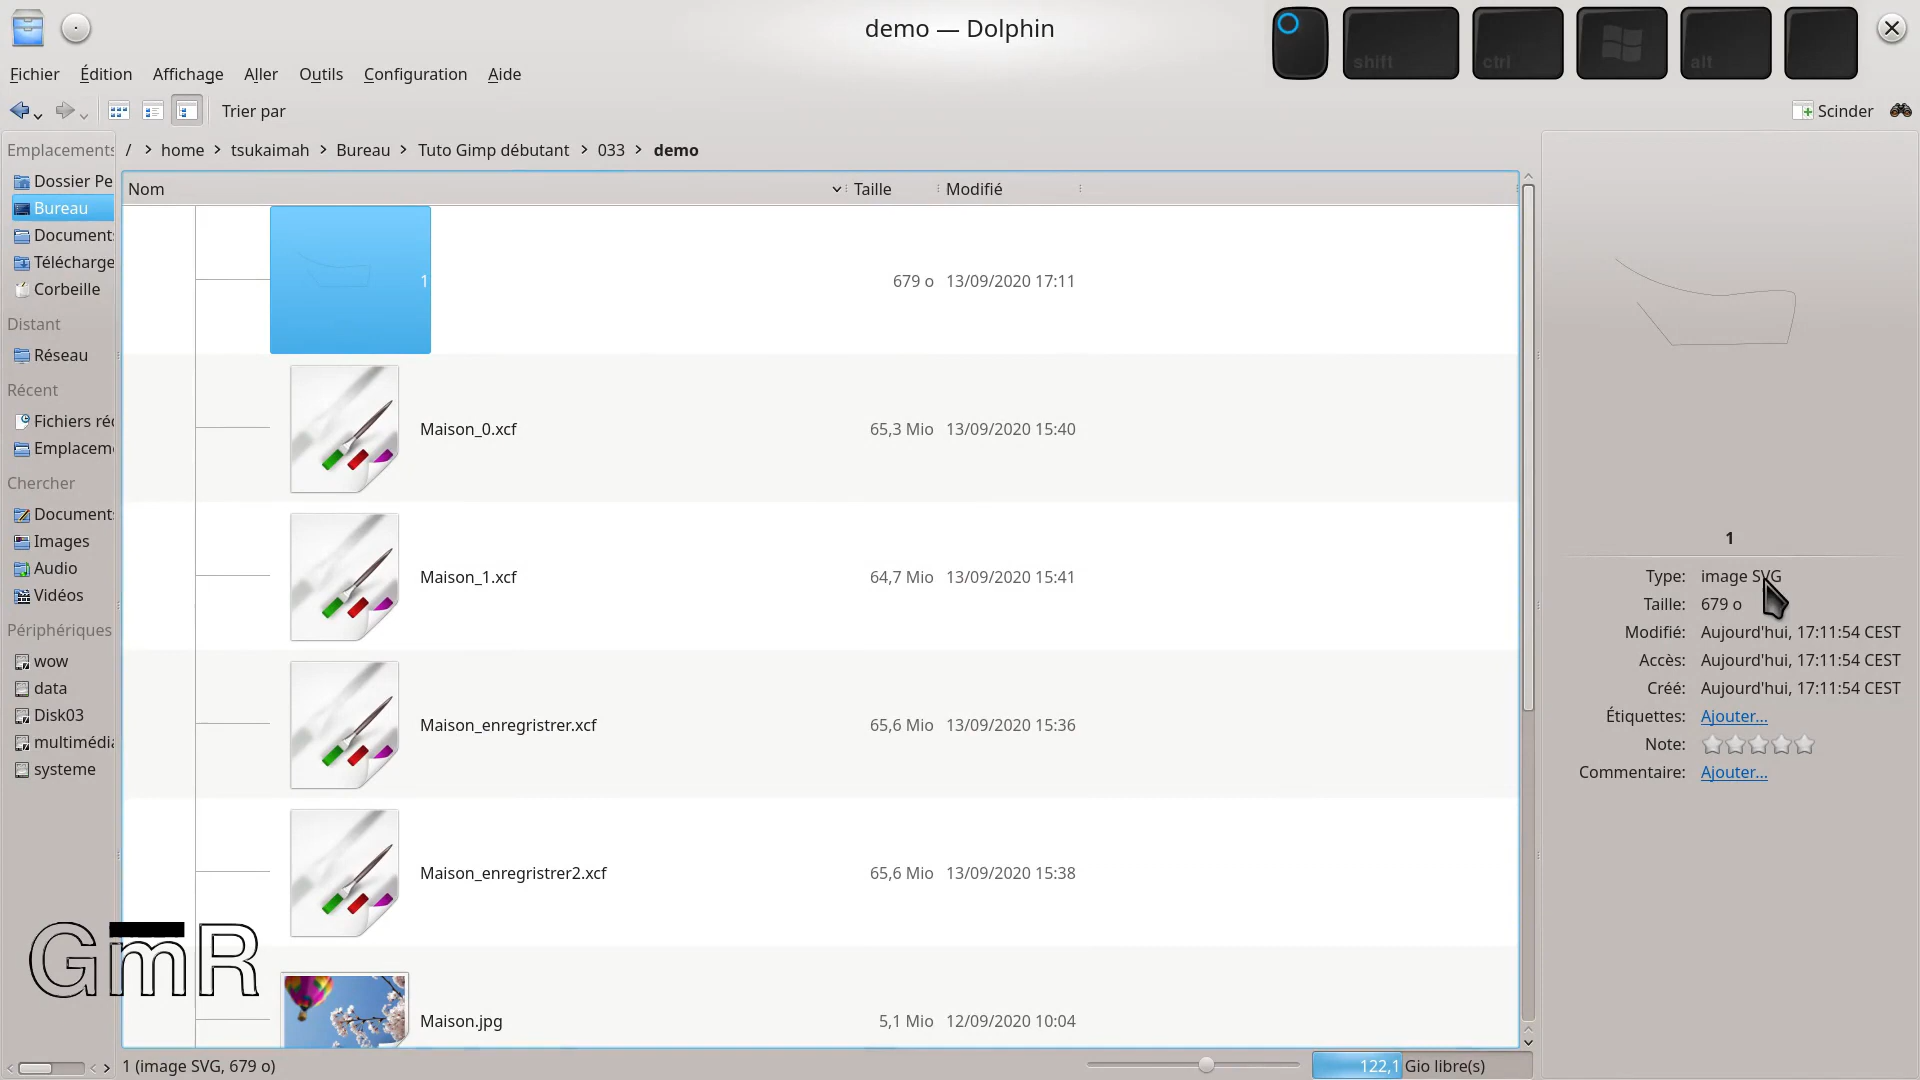 demo — Dolphin
shift
ctrl
alt
Fichier Édition Affichage Aller Outils Configuration Aide
Trier par
Scinder
Emplacements
/ > home > tsukaimah > Bureau > Tuto Gimp débutant > 033 > demo
Dossier Pe
Bureau
Document
Télécharge
Corbeille
Distant
Réseau
Récent
Fichiers réc
Emplacem
Chercher
Document
Images
Audio
Vidéos
Périphériques
wow
data
Disk03
multimédia
systeme
Nom Taille Modifié
1 679 o 13/09/2020 17:11
Maison_0.xcf 65,3 Mio 13/09/2020 15:40
Maison_1.xcf 64,7 Mio 13/09/2020 15:41
Maison_enregristrer.xcf 65,6 Mio 13/09/2020 15:36
Maison_enregristrer2.xcf 65,6 Mio 13/09/2020 15:38
Maison.jpg 5,1 Mio 12/09/2020 10:04
1
Type: image SVG
Taille: 679 o
Modifié: Aujourd'hui, 17:11:54 CEST
Accès: Aujourd'hui, 17:11:54 CEST
Créé: Aujourd'hui, 17:11:54 CEST
Étiquettes: Ajouter...
Note:
Commentaire: Ajouter...
GmR
1 (image SVG, 679 o)
122,1 Gio libre(s)